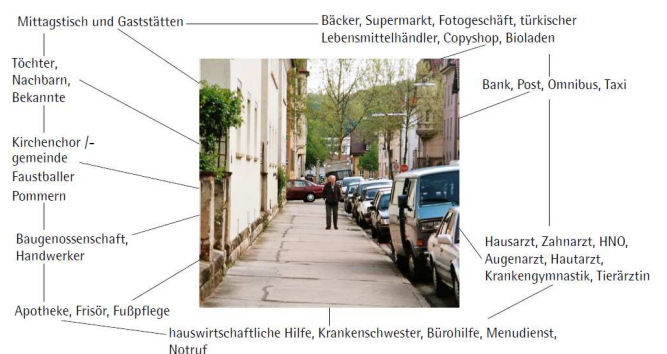 Mittagstisch und Gaststätten
Bäcker, Supermarkt, Fotogeschäft, türkischer
Lebensmittelhändler, Copyshop, Bioladen
Töchter,
Nachbarn,
Bekannte
Bank, Post, Omnibus, Taxi
Kirchenchor /-
gemeinde
Faustballer
Pommern
Baugenossenschaft,
Handwerker
Hausarzt, Zahnarzt, HNO,
Augenarzt, Hautarzt,
Krankengymnastik, Tierärztin
Apotheke, Frisör, Fußpflege
hauswirtschaftliche Hilfe, Krankenschwester, Bürohilfe, Menudienst,
Notruf